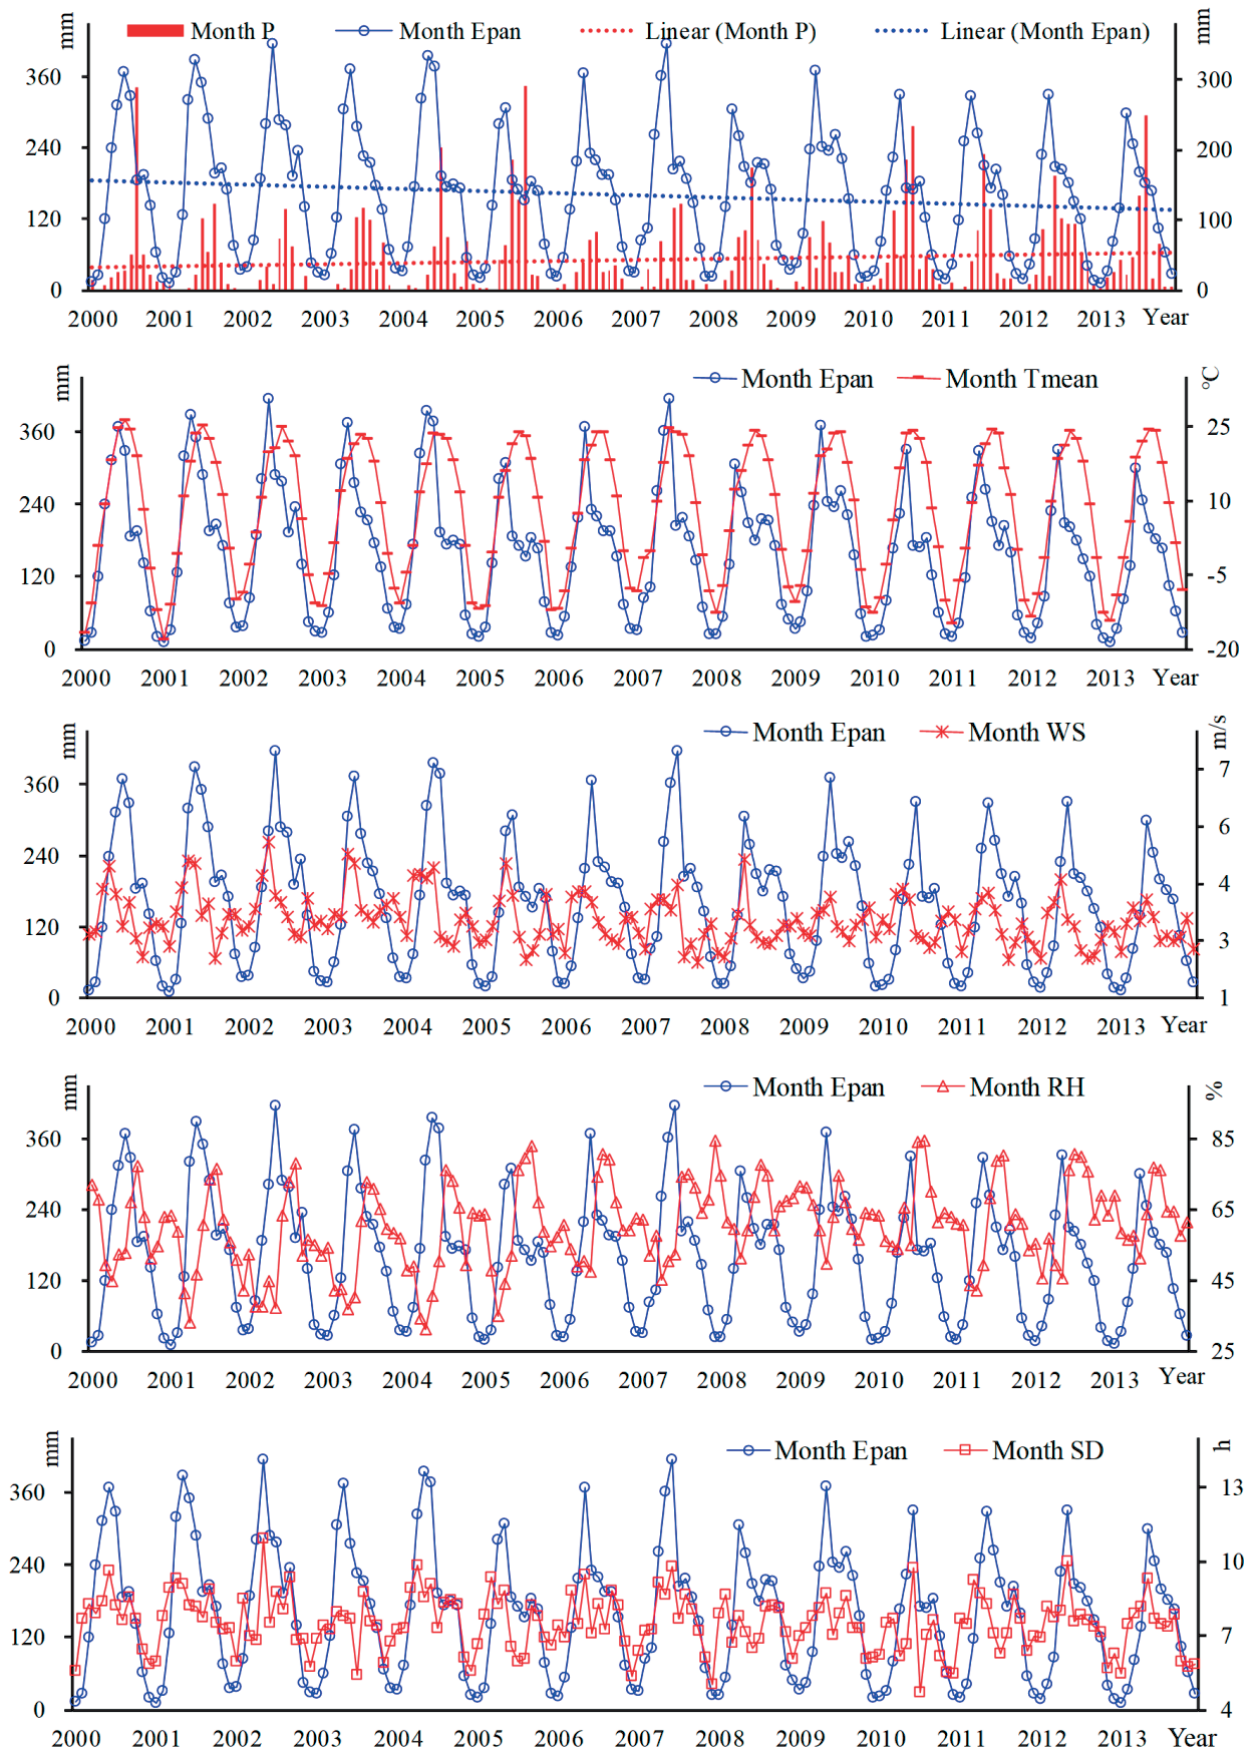 mm
Month P Month Epan Linear (Month P) Linear (Month Epan)
mm
360 300
240 200
120 100
0 0
2000 2001 2002 2003 2004 2005 2006 2007 2008 2009 2010 2011 2012 2013 Year
mm
Month Epan Month Tmean
°C
360 25
240 10
120 -5
0 -20
2000 2001 2002 2003 2004 2005 2006 2007 2008 2009 2010 2011 2012 2013 Year
mm
Month Epan Month WS
m/s
360 7
6
240 4
120 3
0 1
2000 2001 2002 2003 2004 2005 2006 2007 2008 2009 2010 2011 2012 2013 Year
mm
Month Epan Month RH
%
360 85
240 65
120 45
0 25
2000 2001 2002 2003 2004 2005 2006 2007 2008 2009 2010 2011 2012 2013 Year
mm
Month Epan Month SD
h
360 13
240 10
120 7
0 4
2000 2001 2002 2003 2004 2005 2006 2007 2008 2009 2010 2011 2012 2013 Year